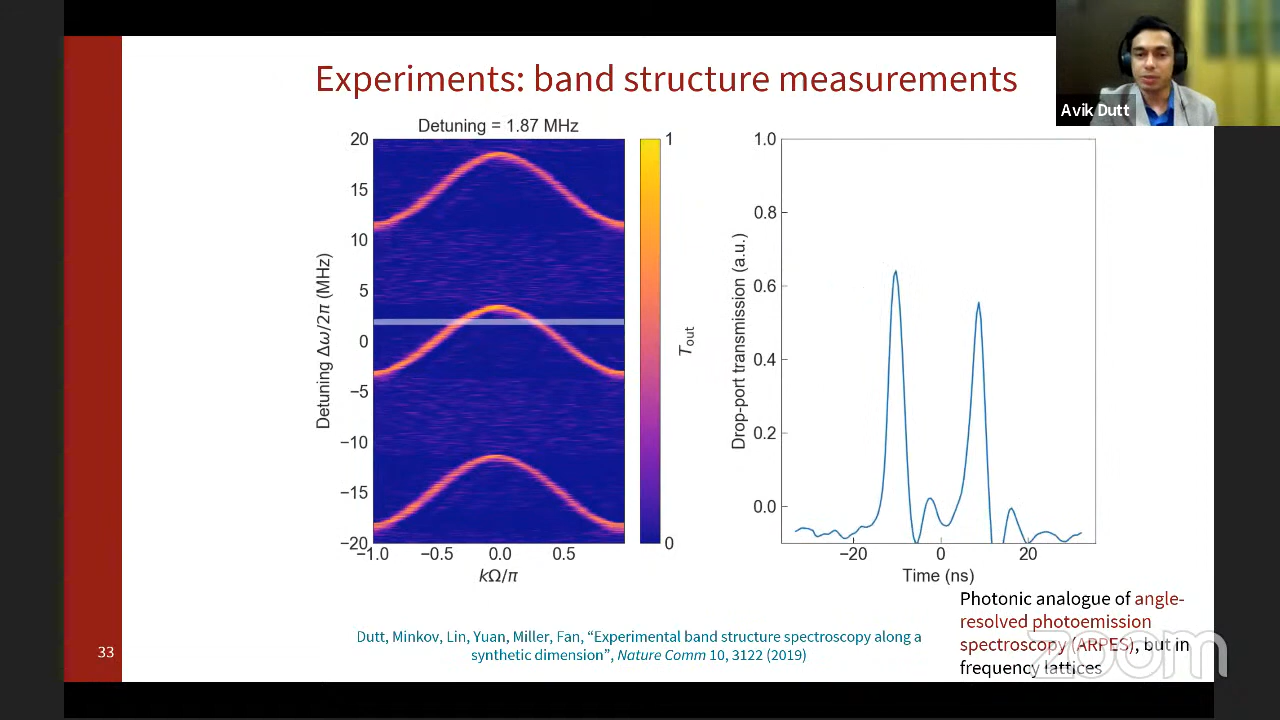 Experiments: band structure measurements
Avik Dutt
Detuning = 1.87 MHz
20
15
10
5
0
−5
−10
−15
−20
−1.0
−0.5
0.0
0.5
kΩ/π
Detuning Δω/2π (MHz)
1
0
T_out
1.0
0.8
0.6
0.4
0.2
0.0
−20
0
20
Time (ns)
Drop-port transmission (a.u.)
Photonic analogue of angle-
resolved photoemission
spectroscopy (ARPES), but in
frequency lattices
Dutt, Minkov, Lin, Yuan, Miller, Fan, “Experimental band structure spectroscopy along a
synthetic dimension”, Nature Comm 10, 3122 (2019)
33
zoom